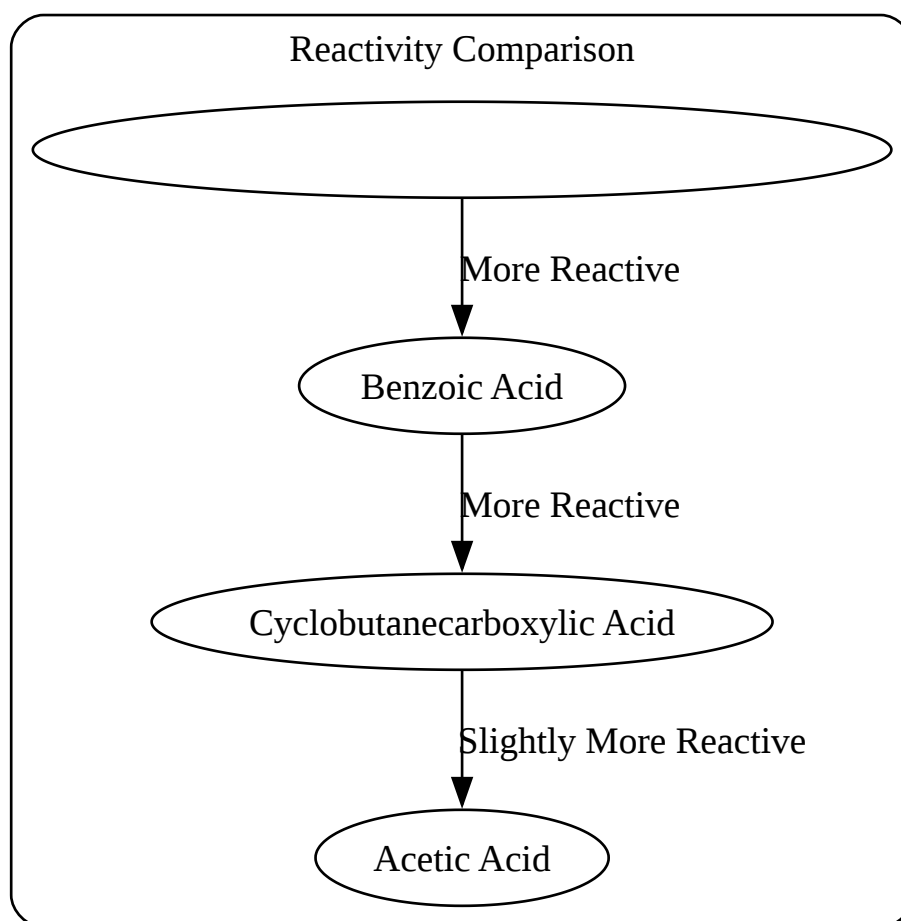 Reactivity Comparison
More Reactive
Benzoic Acid
More Reactive
Cyclobutanecarboxylic Acid
Slightly More Reactive
Acetic Acid